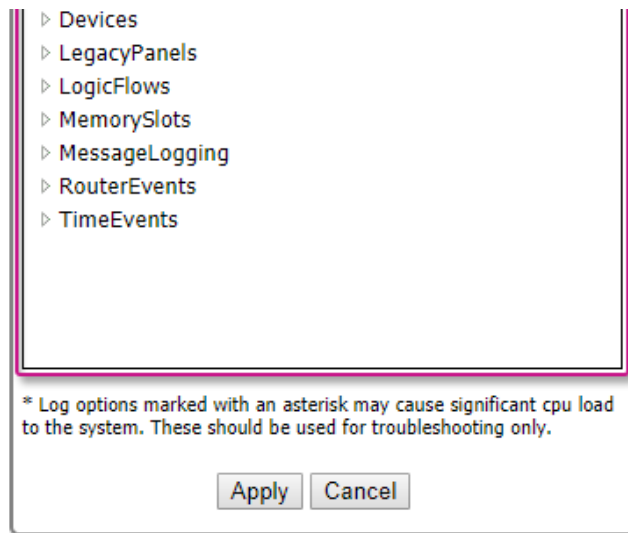 Devices
LegacyPanels
LogicFlows
MemorySlots
MessageLogging
RouterEvents
TimeEvents
* Log options marked with an asterisk may cause significant cpu load
to the system. These should be used for troubleshooting only.
Apply Cancel